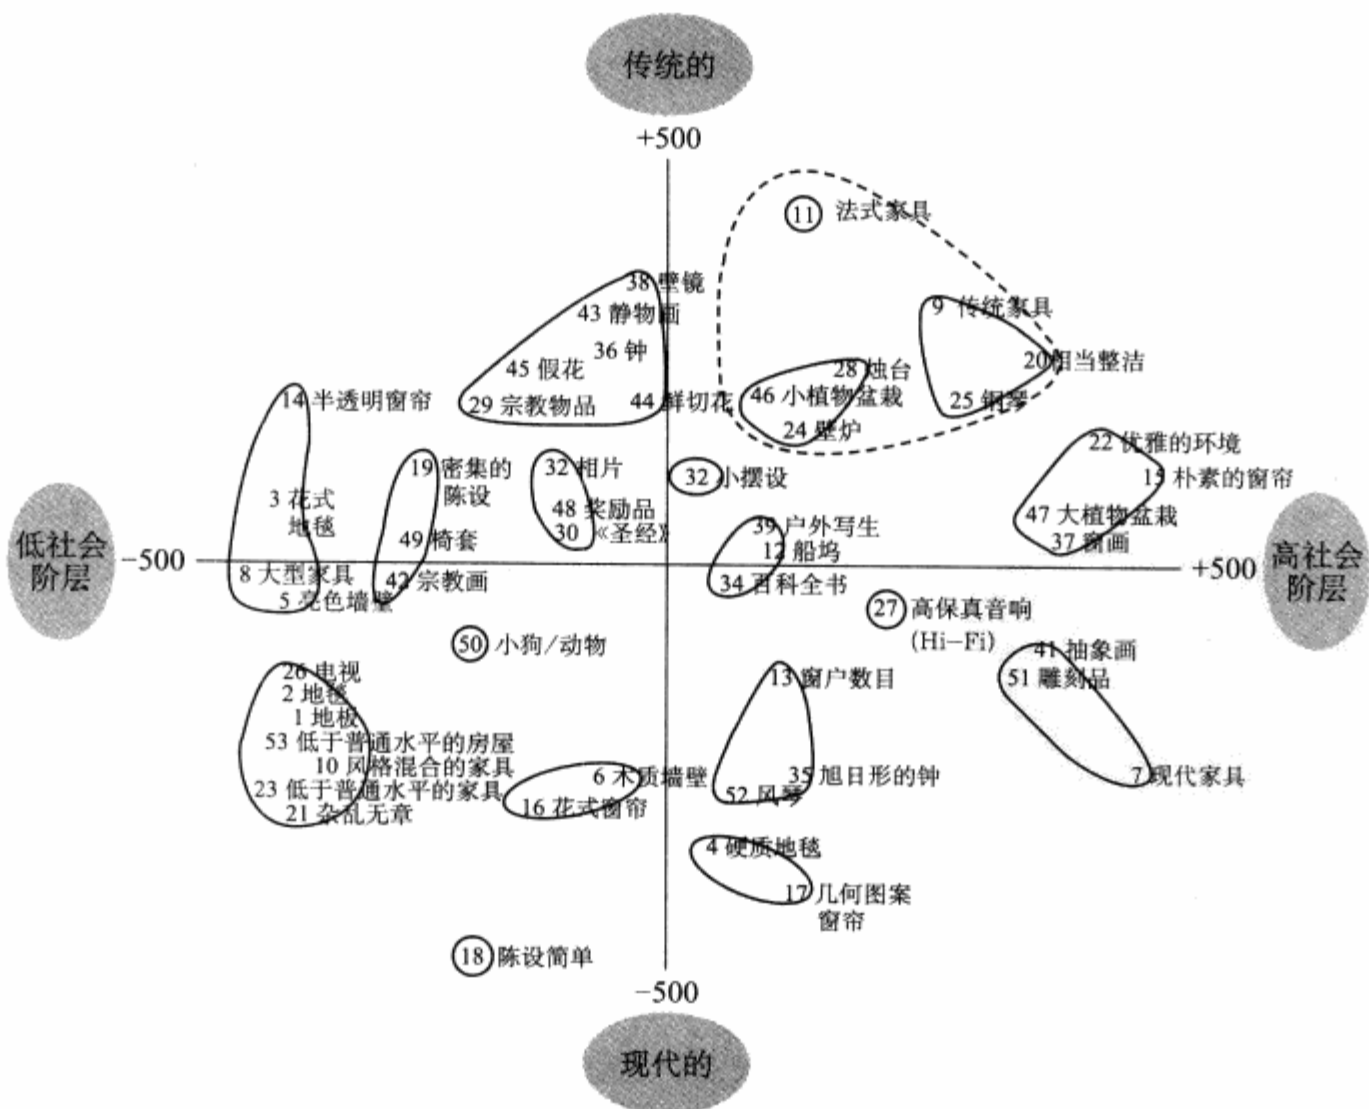 传统的
+500
11 法式家具
38 壁镜
9 传统家具
43 静物画
36 钟
20相当整洁
45 假花
28 烛台
14 半透明窗帘
29 宗教物品
44 鲜切花
46 小植物盆栽
25 钢琴
24 壁炉
22 优雅的环境
19 密集的
陈设
32 相片
32 小摆设
15 朴素的窗帘
3 花式
地毯
48 奖励品
30 《圣经》
39 户外写生
12 船坞
47 大植物盆栽
37 窗画
49 椅套
低社会
阶层
-500
+500
高社会
阶层
8 大型家具
42 宗教画
34 百科全书
5 亮色墙壁
27 高保真音响
(Hi-Fi)
50 小狗/动物
41 抽象画
26 电视
13 窗户数目
51 雕刻品
2 地毯
1 地板
53 低于普通水平的房屋
10 风格混合的家具
6 木质墙壁
35 旭日形的钟
7 现代家具
23 低于普通水平的家具
52 风琴
16 花式窗帘
21 杂乱无章
4 硬质地毯
17 几何图案
窗帘
18 陈设简单
-500
现代的